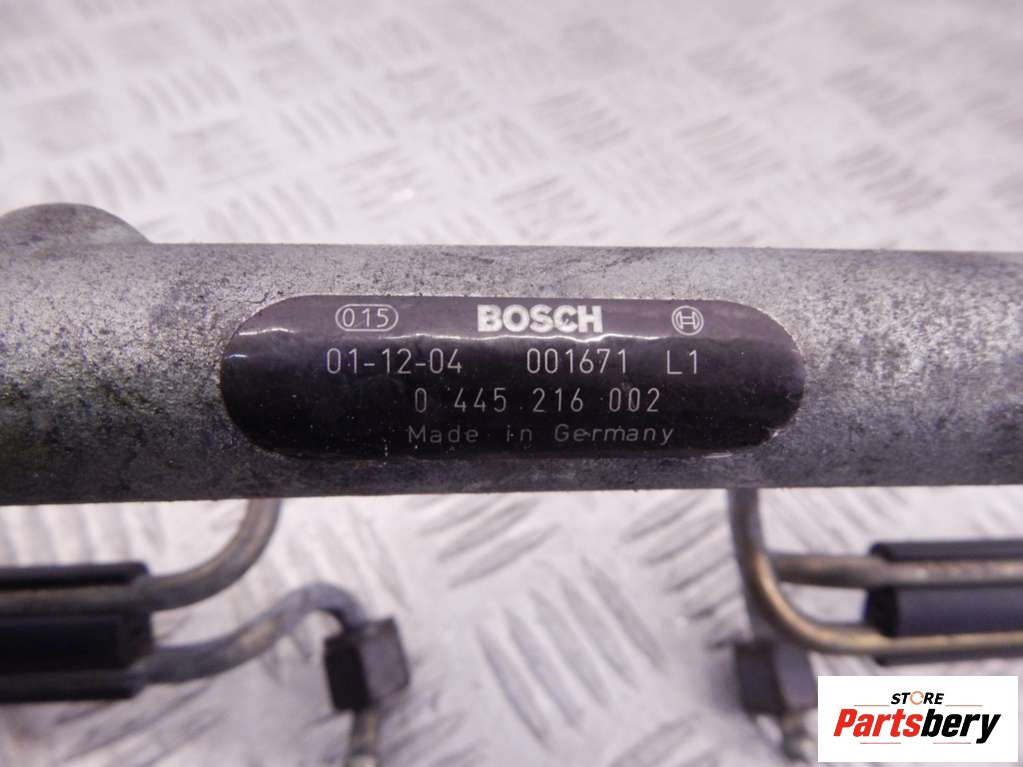 015 BOSCH
01-12-04 001671 L1
0 445 216 002
Made in Germany
STORE
Partsbery